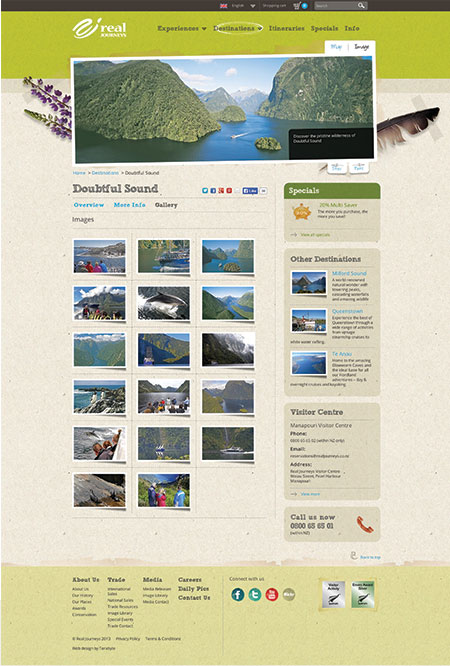 English
Shopping cart
Search
real
JOURNEYS
Experiences Destinations Itineraries Specials Info
Map Image
Discover the pristine wilderness of
Doubtful Sound
Home > Destinations > Doubtful Sound
Doubtful Sound
Like
Overview More Info Gallery
Images
Specials
20% Multi Saver
The more you purchase, the
more you save!!
View all specials
Other Destinations
Milford Sound
A world-renowned
natural wonder with
towering peaks,
cascading waterfalls
and amazing wildlife
Queenstown
Experience the best of
Queenstown through a
wide range of activities
from vintage
steamship cruising to
white water rafting.
Te Anau
Home to the amazing
Glowworm Caves and
the ideal base for all
our Fiordland
adventures – day &
overnight cruises and kayaking
Visitor Centre
Manapouri Visitor Centre
Phone:
0800 65 65 02 (within NZ only)
Email:
reservations@realjourneys.co.nz
Address:
Real Journeys Visitor Centre
Pearl Harbour
Manapouri
View more
Call us now
0800 65 65 01
(within NZ)
Back to top
About Us
About Us
Our History
Our Places
Awards
Conservation
Trade
International
Sales
National Sales
Trade Resources
Image Library
Special Events
Trade Contact
Media
Media Releases
Image Library
Media Contact
Careers
Daily Pics
Contact Us
Connect with us
© Real Journeys 2013 Privacy Policy Terms & Conditions
Web design by Terabyte